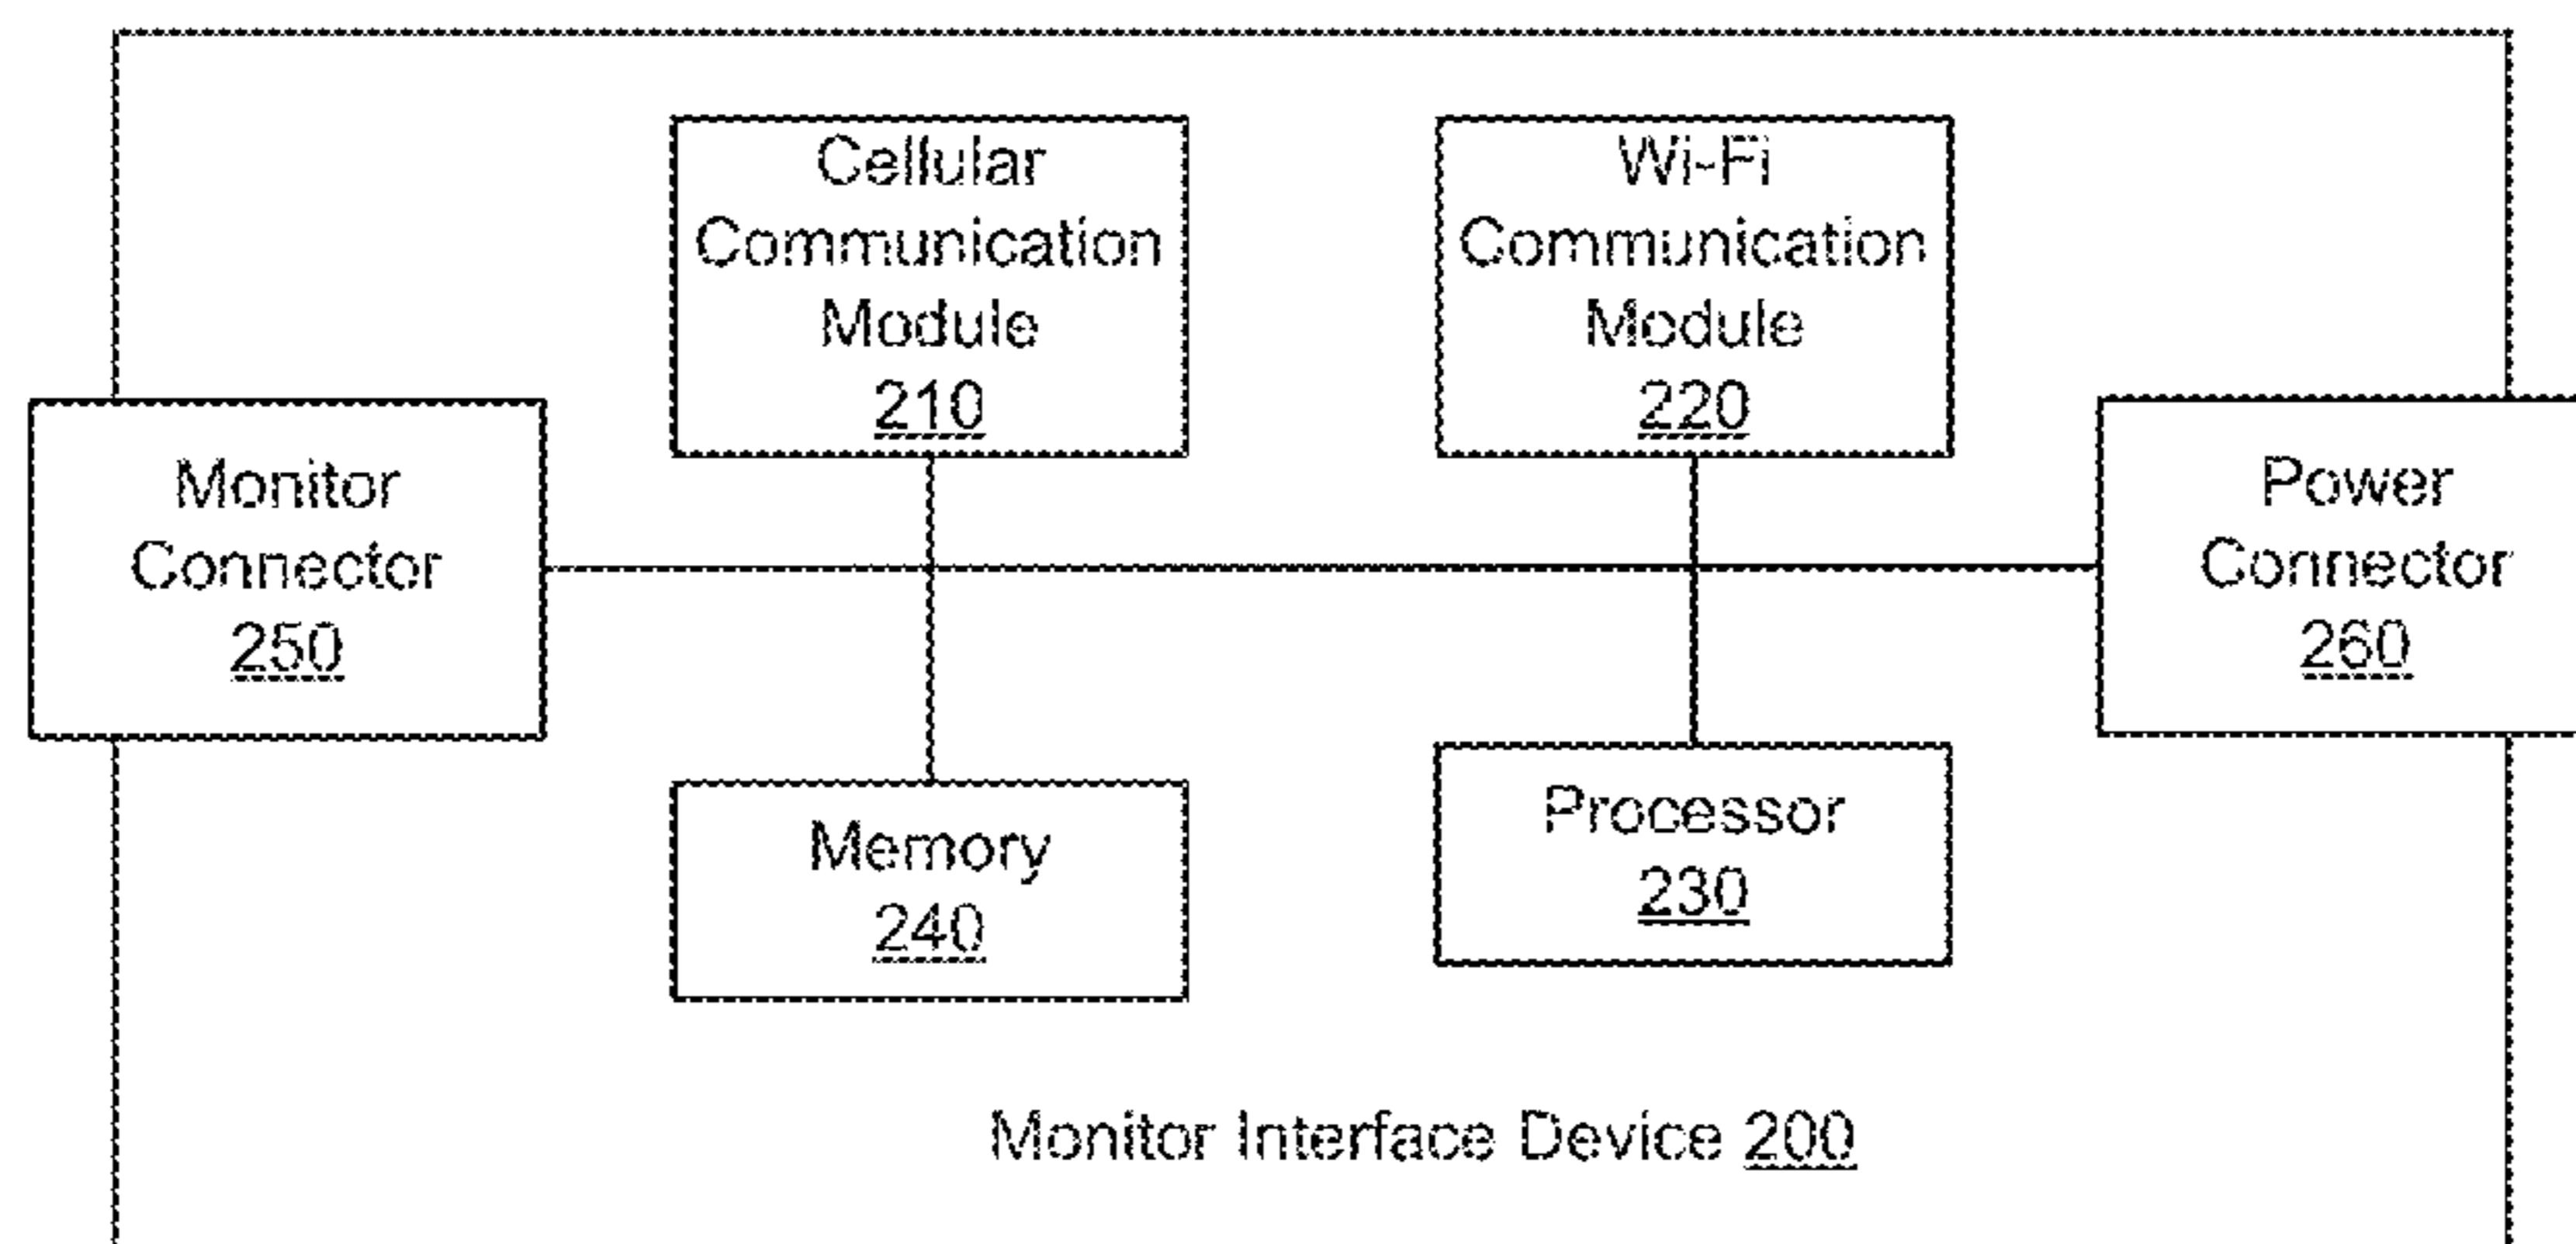 Cellular
Communication
Module
210
Wi-Fi
Communication
Module
220
Monitor
Connector
250
Power
Connector
260
Memory
240
Processor
230
Monitor Interface Device 200